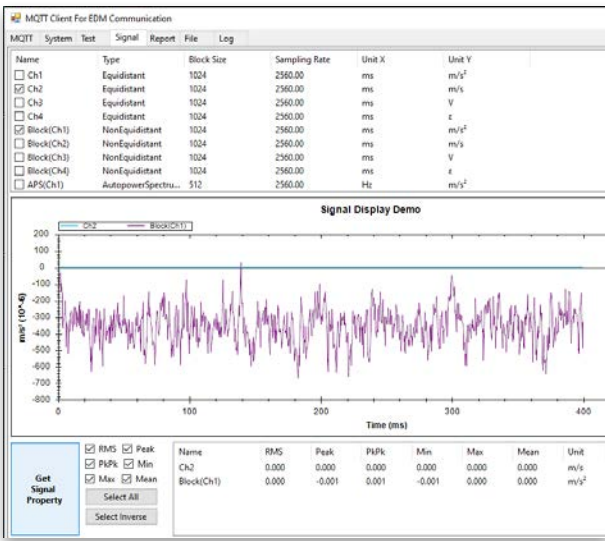 MQTT Client For EDM Communication
MQTT System Test Signal Report File Log
Name Type Block Size Sampling Rate Unit X Unit Y
Ch1 Equidistant 1024 2560.00 ms m/s²
Ch2 Equidistant 1024 2560.00 ms m/s
Ch3 Equidistant 1024 2560.00 ms V
Ch4 Equidistant 1024 2560.00 ms ε
Block(Ch1) NonEquidistant 1024 2560.00 ms m/s²
Block(Ch2) NonEquidistant 1024 2560.00 ms m/s
Block(Ch3) NonEquidistant 1024 2560.00 ms V
Block(Ch4) NonEquidistant 1024 2560.00 ms ε
APS(Ch1) AutopowerSpectru... 512 2560.00 Hz m/s²
Signal Display Demo
Ch2 Block(Ch1)
200
100
0
-100
-200
-300
-400
-500
-600
-700
-800
m/s² (10^-6)
0 100 200 300 400
Time (ms)
Get
Signal
Property
RMS Peak
PkPk Min
Max Mean
Select All
Select Inverse
Name RMS Peak PkPk Min Max Mean Unit
Ch2 0.000 0.000 0.000 0.000 0.000 0.000 m/s
Block(Ch1) 0.000 -0.001 0.001 -0.001 0.000 0.000 m/s²